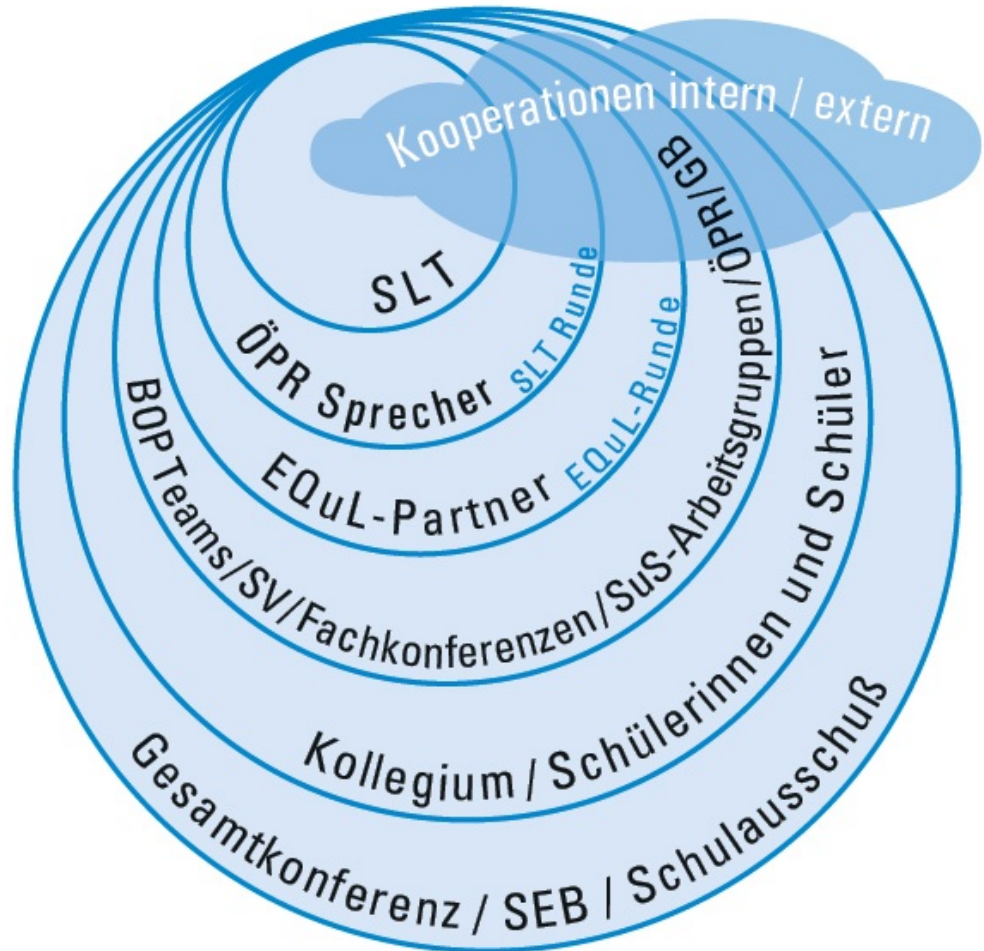 Kooperationen intern / extern
SLT
ÖPR Sprecher
SLT Runde
EQuL-Partner
EQuL-Runde
BOP Teams/SV/Fachkonferenzen/SuS-Arbeitsgruppen/ÖPR/GB
Kollegium / Schülerinnen und Schüler
Gesamtkonferenz / SEB / Schulausschuß